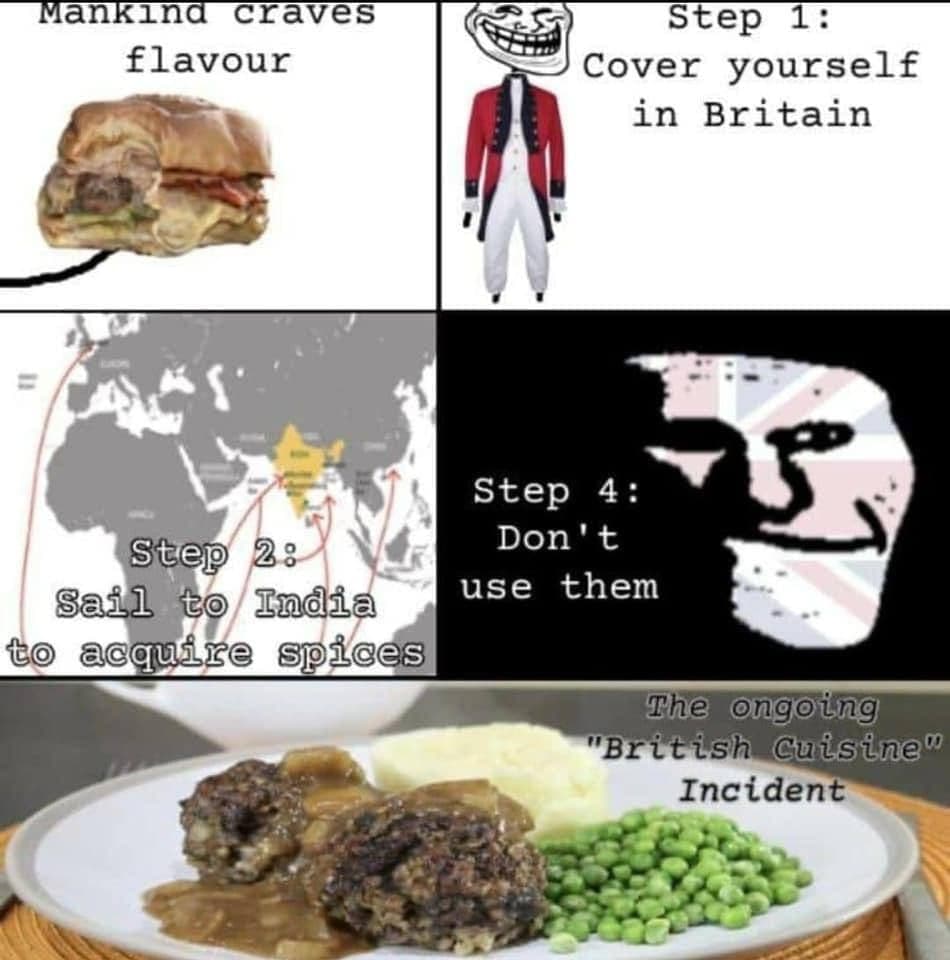 Mankind craves
flavour
Step 1:
Cover yourself
in Britain
Step 2:
Sail to India
to acquire spices
Step 4:
Don't
use them
The ongoing
"British Cuisine"
Incident